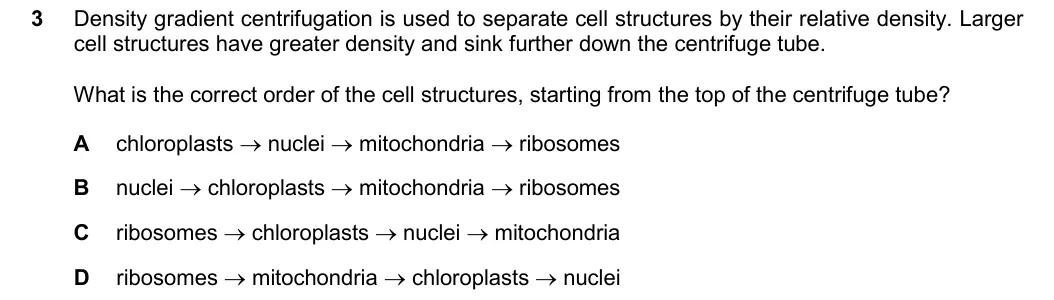 3 Density gradient centrifugation is used to separate cell structures by their relative density. Larger
cell structures have greater density and sink further down the centrifuge tube.
What is the correct order of the cell structures, starting from the top of the centrifuge tube?
A chloroplasts → nuclei → mitochondria → ribosomes
B nuclei → chloroplasts → mitochondria → ribosomes
C ribosomes → chloroplasts → nuclei → mitochondria
D ribosomes → mitochondria → chloroplasts → nuclei